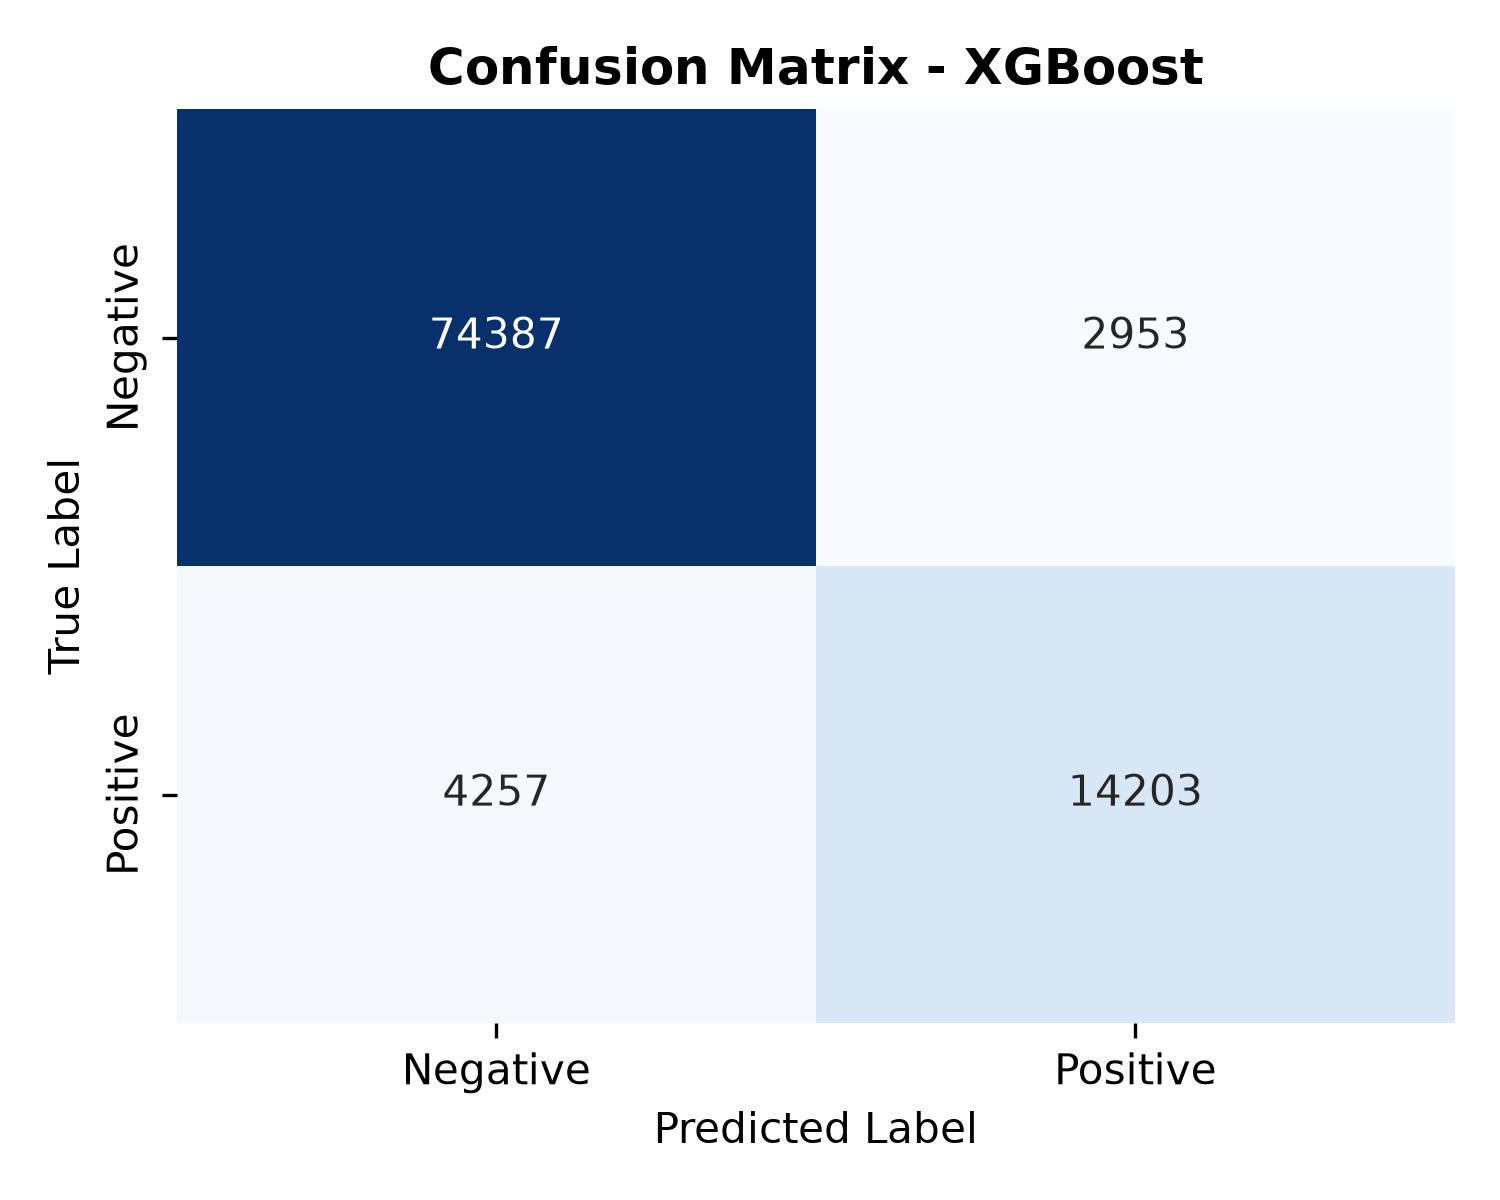 Confusion Matrix - XGBoost
True Label
Negative
74387
2953
Positive
4257
14203
Negative
Positive
Predicted Label